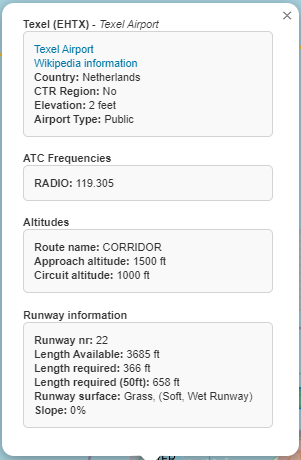 Texel (EHTX) - Texel Airport
×
Texel Airport
Wikipedia information
Country: Netherlands
CTR Region: No
Elevation: 2 feet
Airport Type: Public
ATC Frequencies
RADIO: 119.305
Altitudes
Route name: CORRIDOR
Approach altitude: 1500 ft
Circuit altitude: 1000 ft
Runway information
Runway nr: 22
Length Available: 3685 ft
Length required: 366 ft
Length required (50ft): 658 ft
Runway surface: Grass, (Soft, Wet Runway)
Slope: 0%